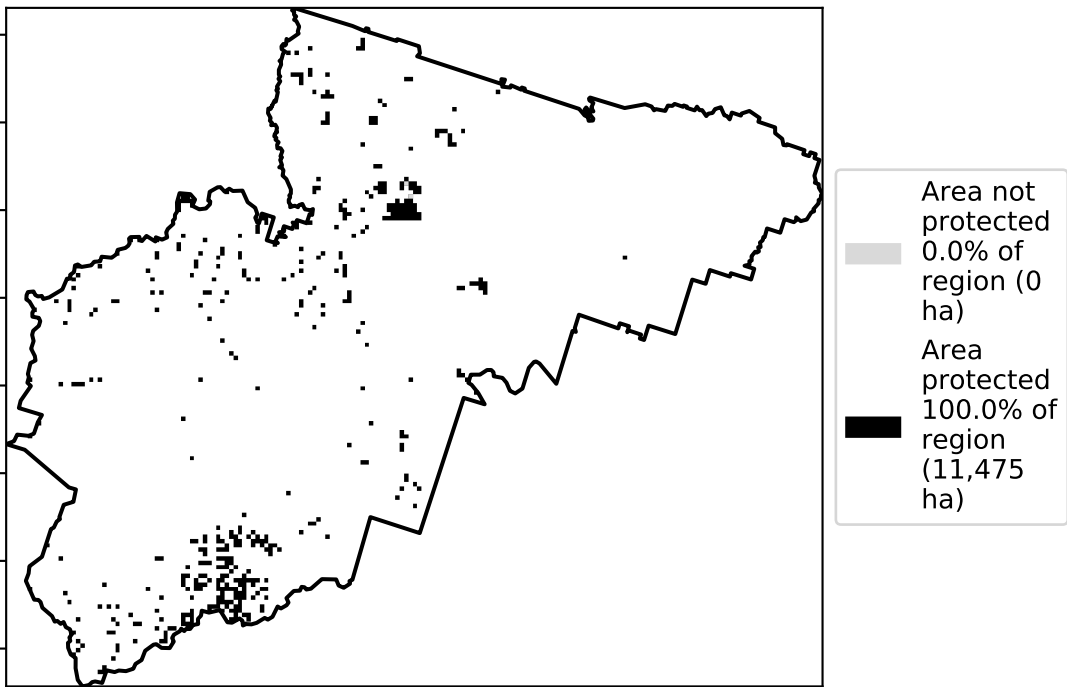 Area not
protected
0.0% of
region (0
ha)
Area
protected
100.0% of
region
(11,475
ha)